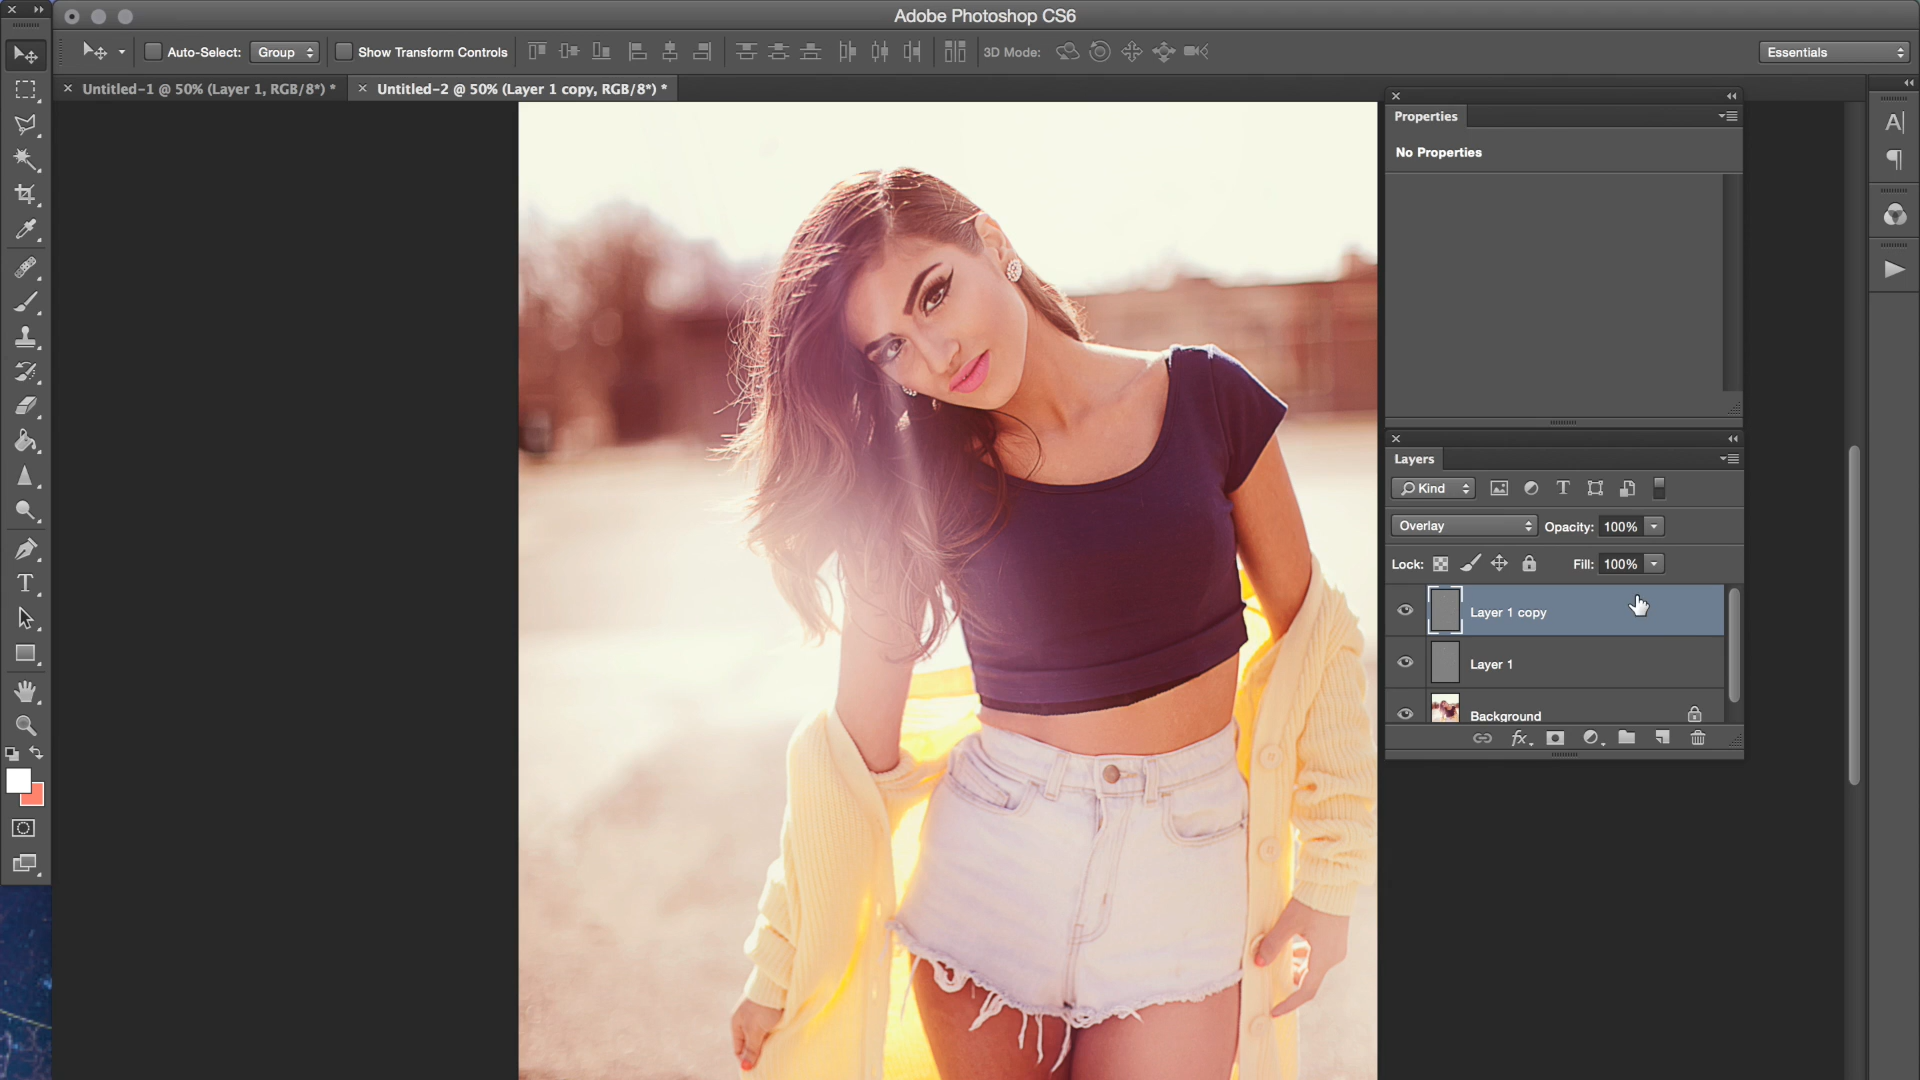 Adobe Photoshop CS6
Auto-Select: Group Show Transform Controls 3D Mode: Essentials
Untitled-1 @ 50% (Layer 1, RGB/8*) * Untitled-2 @ 50% (Layer 1 copy, RGB/8*) *
Properties
No Properties
Layers
Kind
Overlay Opacity: 100%
Lock: Fill: 100%
Layer 1 copy
Layer 1
Background